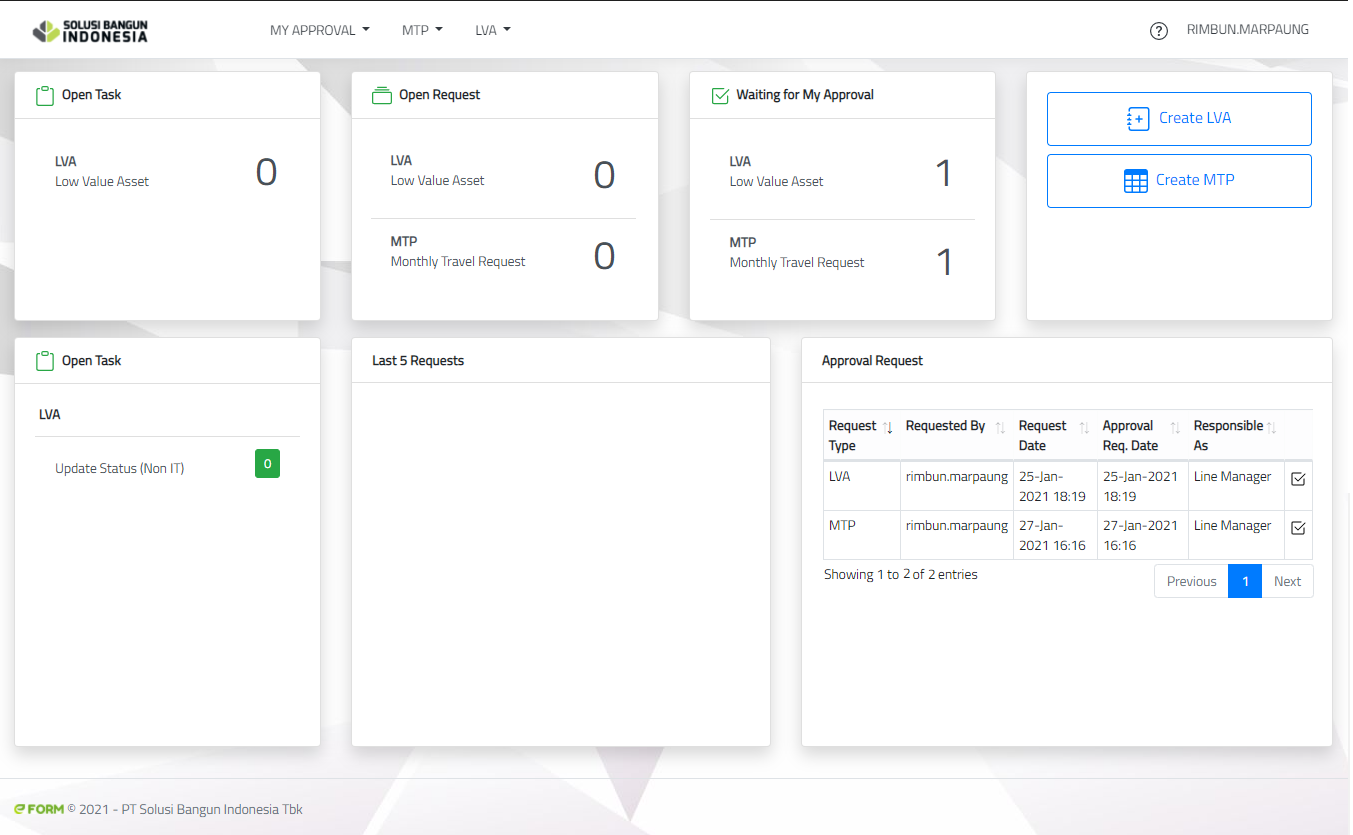 SOLUSI BANGUN
INDONESIA
MY APPROVAL
MTP
LVA
RIMBUN.MARPAUNG
Open Task
LVA
Low Value Asset
0
Open Request
LVA
Low Value Asset
0
MTP
Monthly Travel Request
0
Waiting for My Approval
LVA
Low Value Asset
1
MTP
Monthly Travel Request
1
Create LVA
Create MTP
Open Task
LVA
Update Status (Non IT)
0
Last 5 Requests
Approval Request
Request Type
Requested By
Request Date
Approval Req. Date
Responsible As
LVA
rimbun.marpaung
25-Jan-2021 18:19
25-Jan-2021 18:19
Line Manager
MTP
rimbun.marpaung
27-Jan-2021 16:16
27-Jan-2021 16:16
Line Manager
Showing 1 to 2 of 2 entries
Previous 1 Next
eFORM © 2021 - PT Solusi Bangun Indonesia Tbk